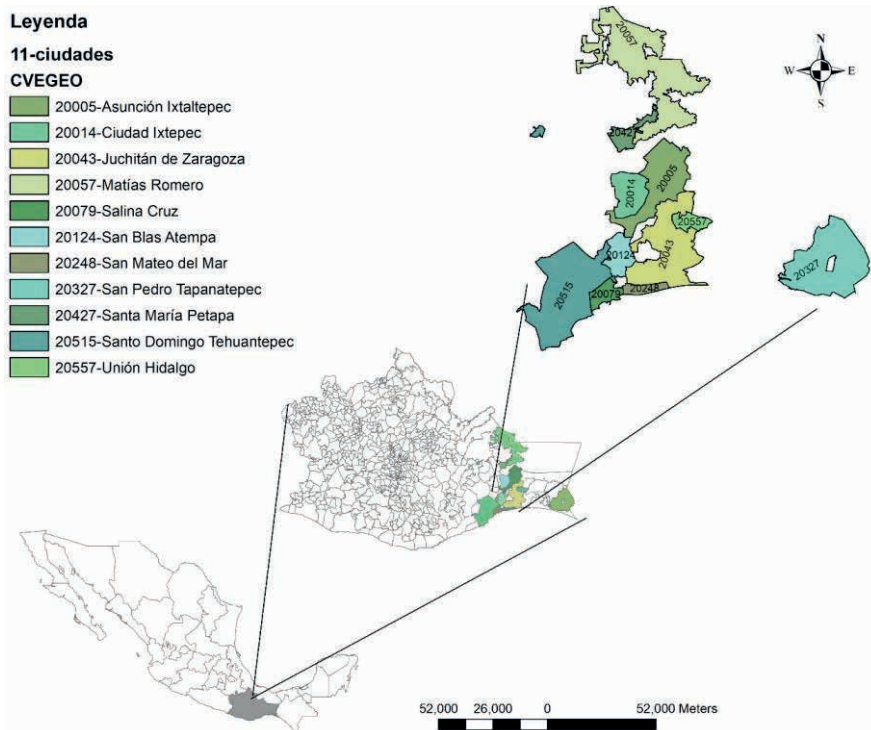 Leyenda
11-ciudades
CVEGEO
20005-Asunción Ixtaltepec
20014-Ciudad Ixtepec
20043-Juchitán de Zaragoza
20057-Matías Romero
20079-Salina Cruz
20124-San Blas Atempa
20248-San Mateo del Mar
20327-San Pedro Tapanatepec
20427-Santa María Petapa
20515-Santo Domingo Tehuantepec
20557-Unión Hidalgo
20057
N
W E
S
20427
20005
20014
20557
20043
20124
20327
20515
20079
20248
52,000 26,000 0 52,000 Meters